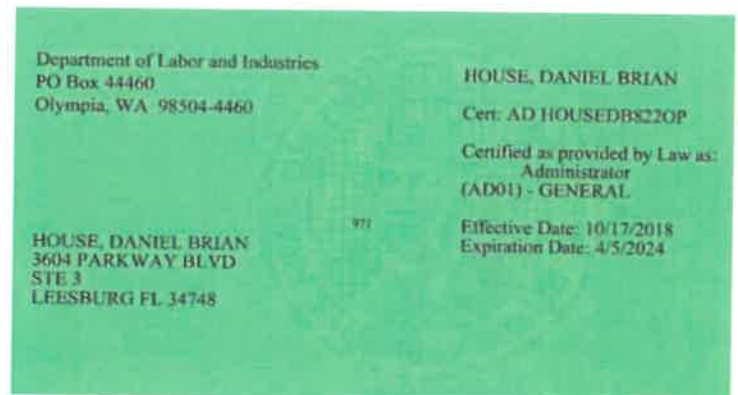 Department of Labor and Industries
PO Box 44460
Olympia, WA 98504-4460
HOUSE, DANIEL BRIAN
3604 PARKWAY BLVD
STE 3
LEESBURG FL 34748
971
HOUSE, DANIEL BRIAN
Cert: AD HOUSEDB822OP
Certified as provided by Law as:
Administrator
(AD01) - GENERAL
Effective Date: 10/17/2018
Expiration Date: 4/5/2024